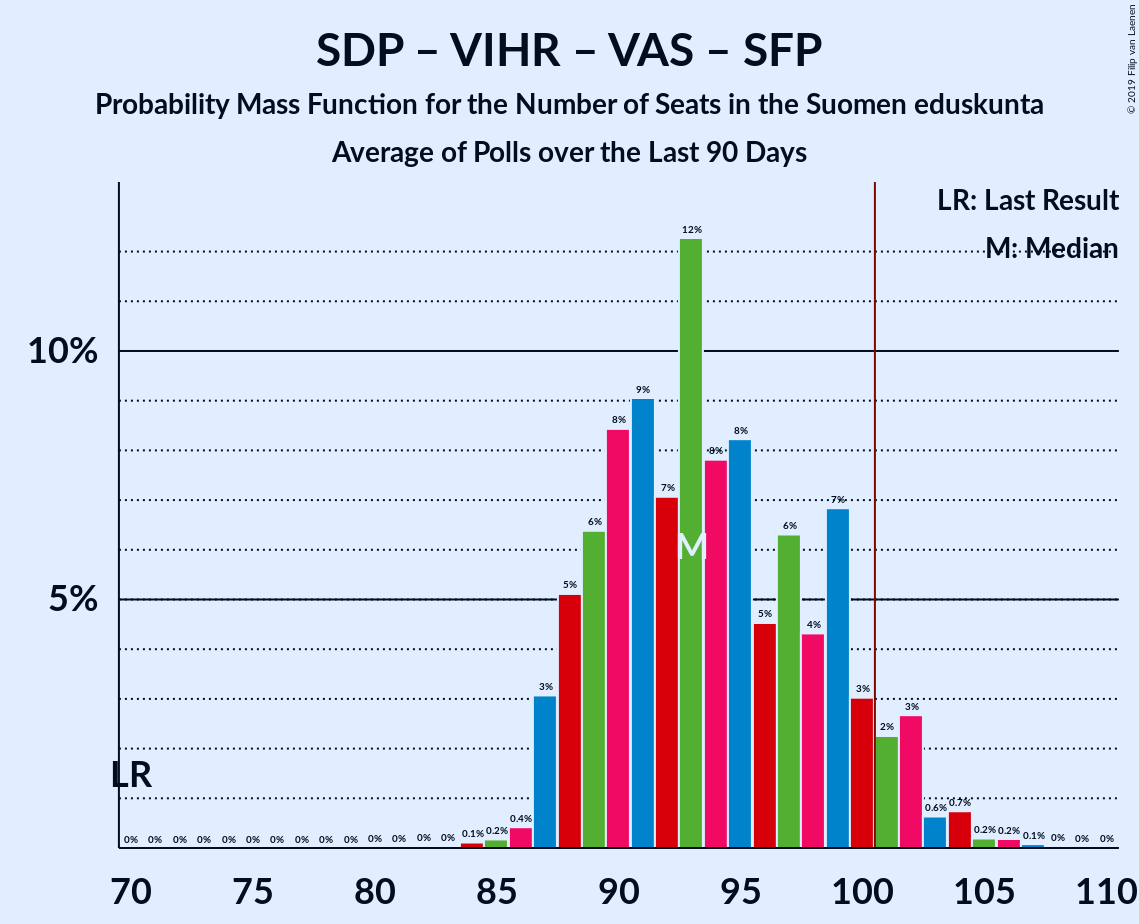 SDP – VIHR – VAS – SFP
Probability Mass Function for the Number of Seats in the Suomen eduskunta
Average of Polls over the Last 90 Days
© 2019 Filip van Laenen
LR: Last Result
M: Median
10%
5%
LR
M
0% 0% 0% 0% 0% 0% 0% 0% 0% 0% 0% 0% 0% 0% 0.1% 0.2% 0.4% 3% 5% 6% 8% 9% 7% 12% 8% 8% 5% 6% 4% 7% 3% 2% 3% 0.6% 0.7% 0.2% 0.2% 0.1% 0% 0% 0%
70 75 80 85 90 95 100 105 110